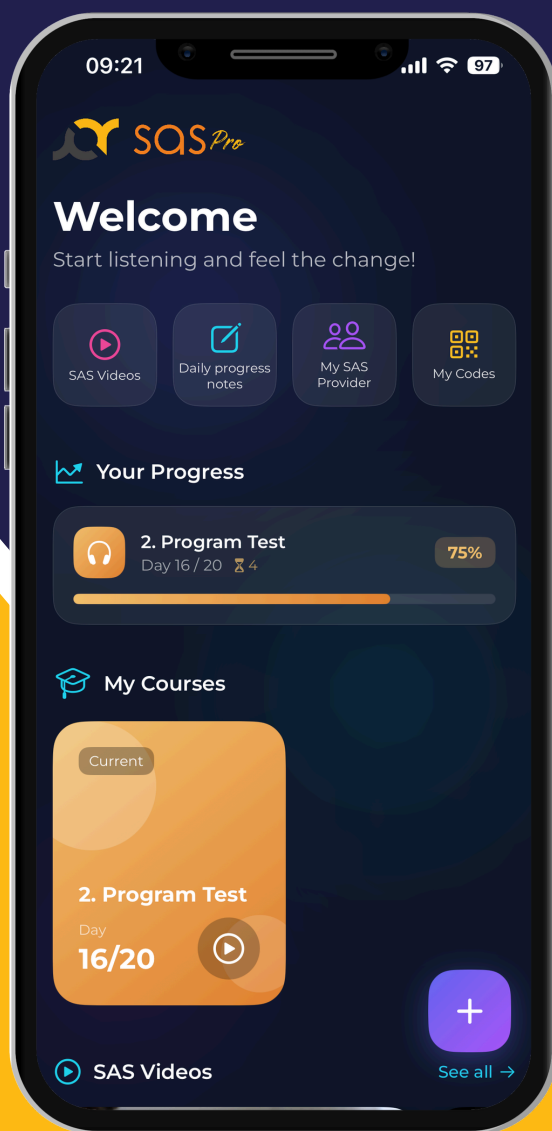 09:21
97
SAS Pro
Welcome
Start listening and feel the change!
SAS Videos
Daily progress
notes
My SAS
Provider
My Codes
Your Progress
2. Program Test
Day 16 / 20 4
75%
My Courses
Current
2. Program Test
Day
16/20
SAS Videos
See all →